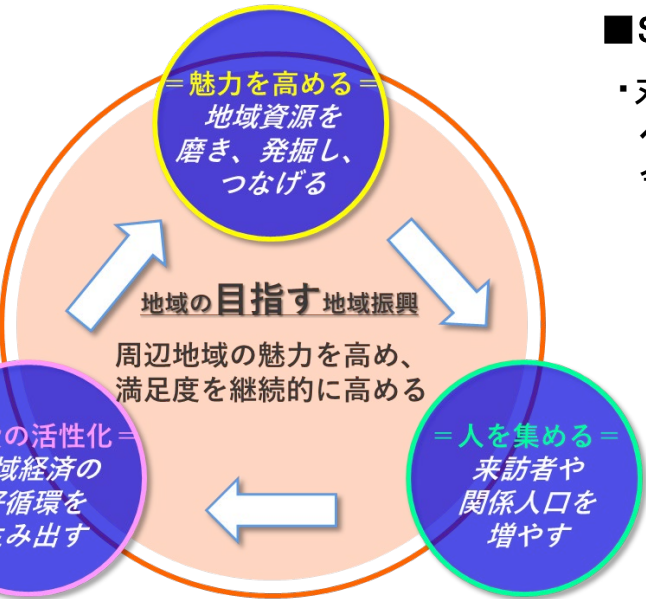 ＝魅力を高める＝
地域資源を
磨き、発掘し、
つなげる
■S
地域の目指す地域振興
周辺地域の魅力を高め、
満足度を継続的に高める
の活性化＝
域経済の
好循環を
生み出す
＝人を集める＝
来訪者や
関係人口を
増やす